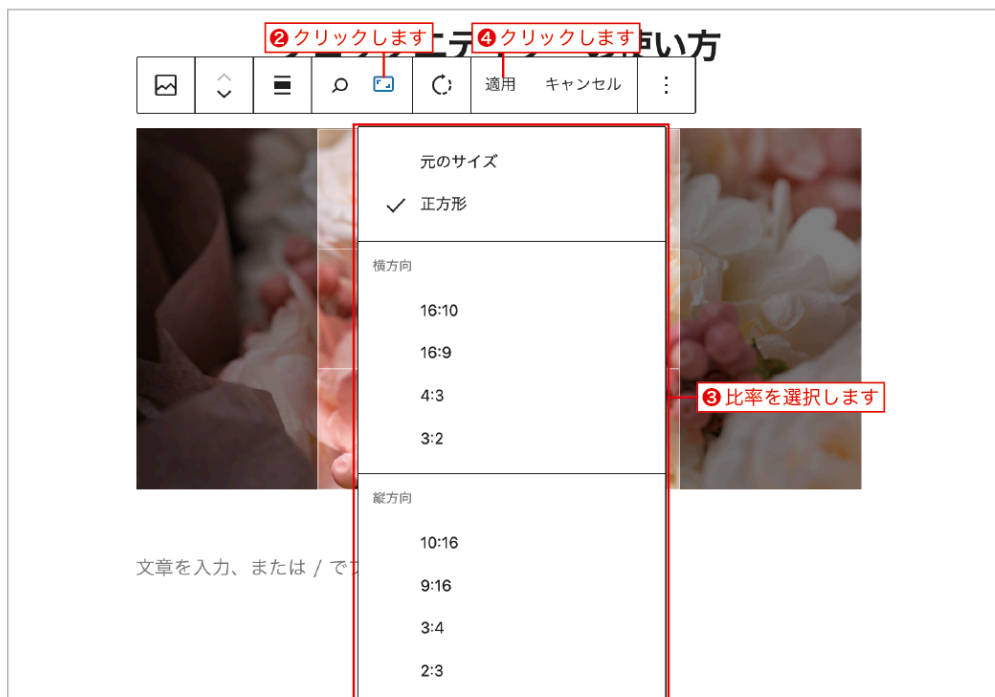 ❷クリックします
❹クリックします
使い方
適用
キャンセル
元のサイズ
正方形
横方向
16:10
16:9
4:3
3:2
❸比率を選択します
縦方向
10:16
9:16
3:4
2:3
文章を入力、または / で